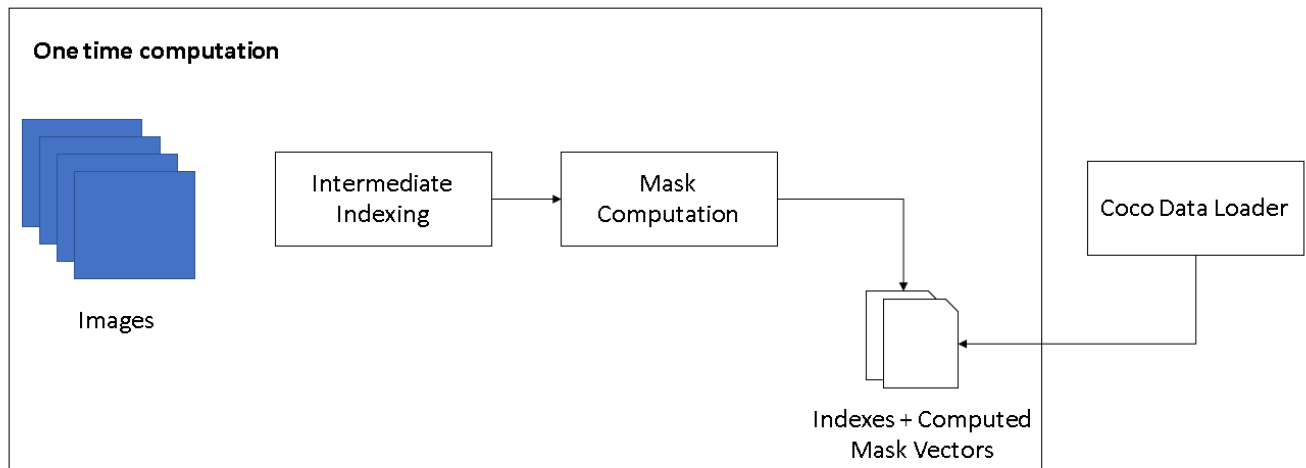 One time computation
Intermediate
Indexing
Mask
Computation
Coco Data Loader
Images
Indexes + Computed
Mask Vectors